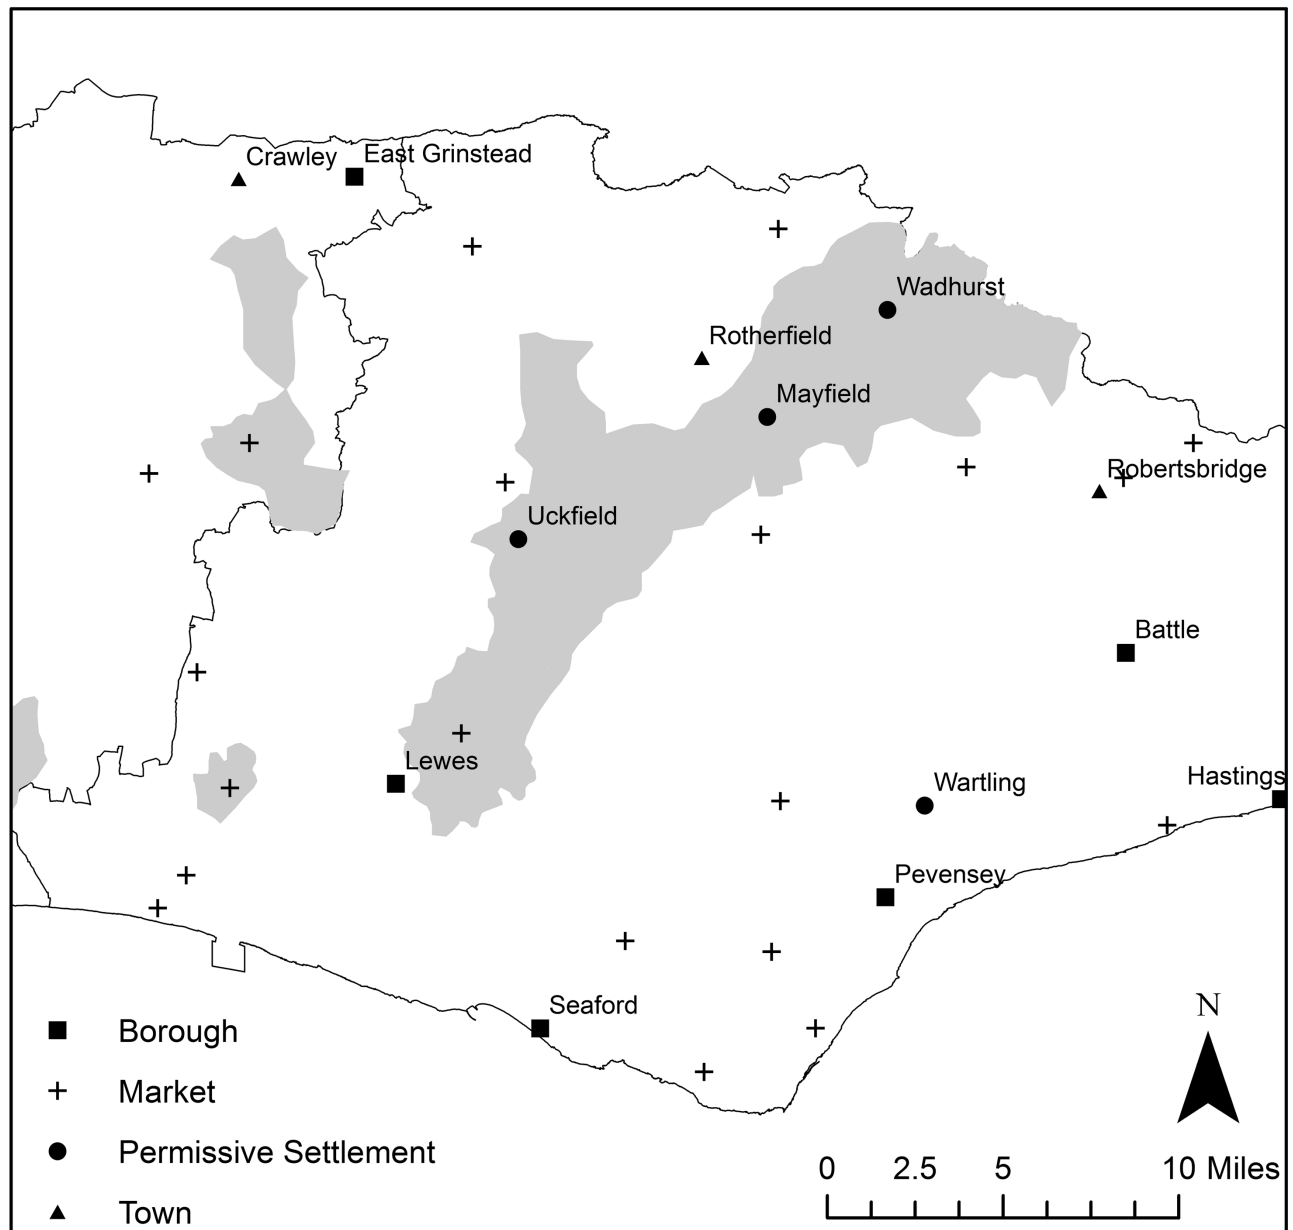 Crawley
East Grinstead
Wadhurst
Rotherfield
Mayfield
Robertsbridge
Uckfield
Battle
Lewes
Wartling
Hastings
Pevensey
Seaford
N
Borough
Market
Permissive Settlement
Town
0 2.5 5 10 Miles